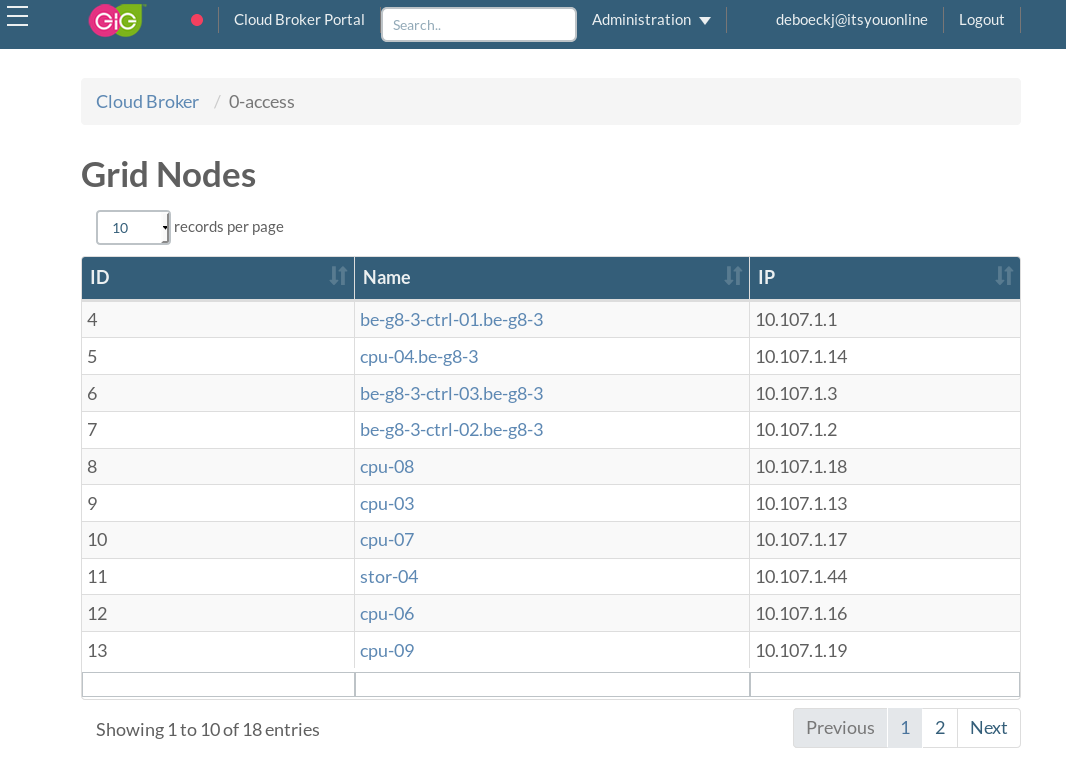 GiG Cloud Broker Portal Search.. Administration deboeckj@itsyouonline Logout
Cloud Broker / 0-access
Grid Nodes
10 records per page
ID Name IP
4 be-g8-3-ctrl-01.be-g8-3 10.107.1.1
5 cpu-04.be-g8-3 10.107.1.14
6 be-g8-3-ctrl-03.be-g8-3 10.107.1.3
7 be-g8-3-ctrl-02.be-g8-3 10.107.1.2
8 cpu-08 10.107.1.18
9 cpu-03 10.107.1.13
10 cpu-07 10.107.1.17
11 stor-04 10.107.1.44
12 cpu-06 10.107.1.16
13 cpu-09 10.107.1.19
Showing 1 to 10 of 18 entries Previous 1 2 Next